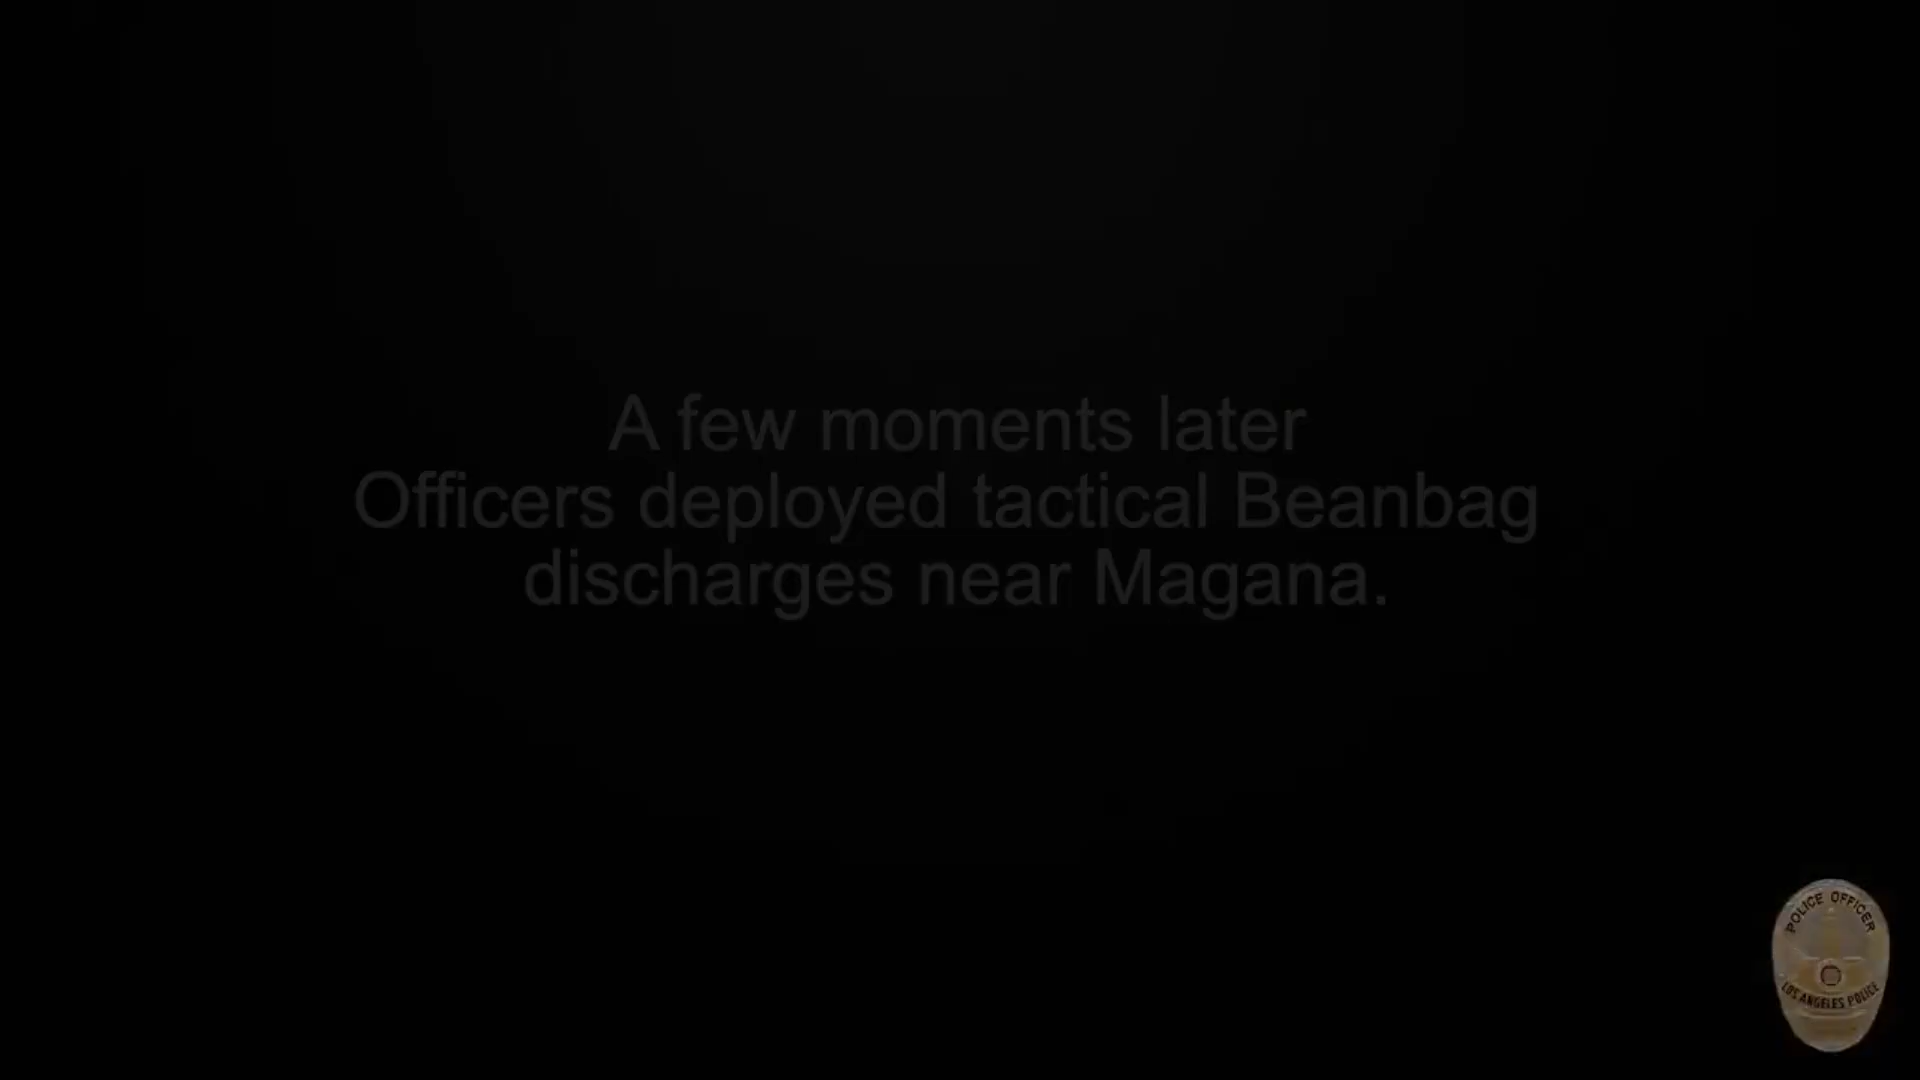 A few moments later
Officers deployed tactical Beanbag
discharges near Magana.
POLICE OFFICER
LOS ANGELES POLICE